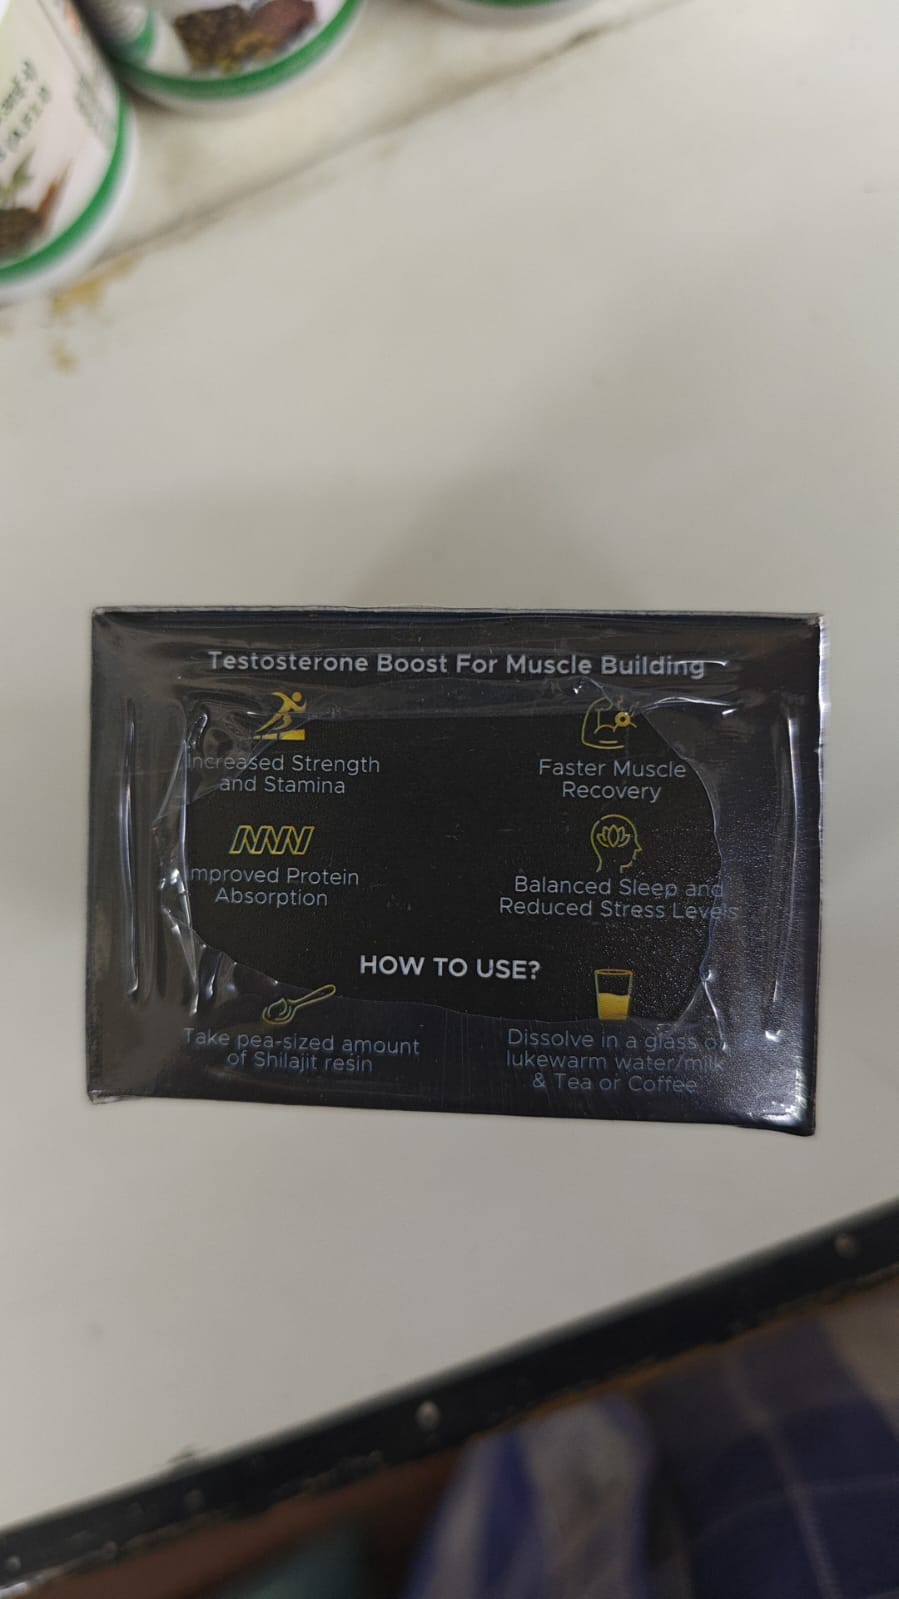 Testosterone Boost For Muscle Building
Increased Strength
and Stamina
Faster Muscle
Recovery
Improved Protein
Absorption
Balanced Sleep and
Reduced Stress Levels
HOW TO USE?
Take pea-sized amount
of Shilajit resin
Dissolve in a glass of
lukewarm water/milk
& Tea or Coffee